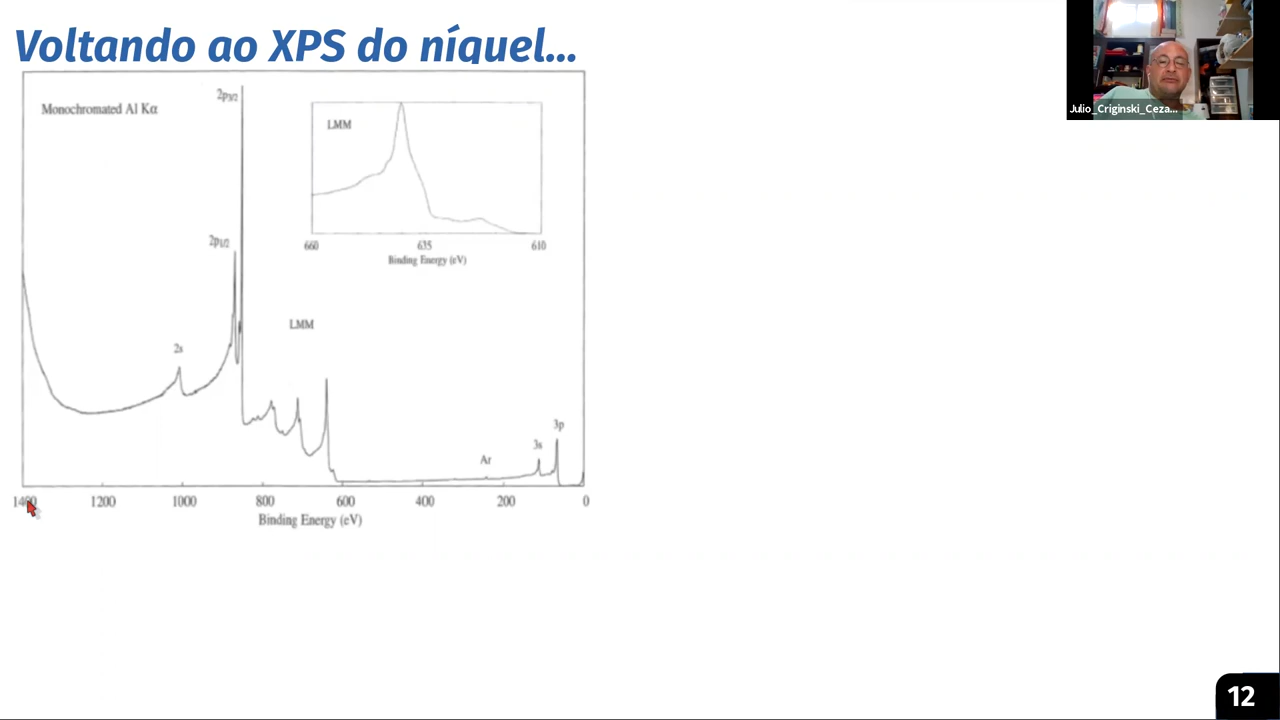 Voltando ao XPS do níquel...
Julio_Criginski_Ceza...
Monochromated Al Kα
2p3/2
LMM
2p1/2
660
635
610
Binding Energy (eV)
LMM
2s
3p
3s
Ar
1400
1200
1000
800
600
400
200
0
Binding Energy (eV)
12